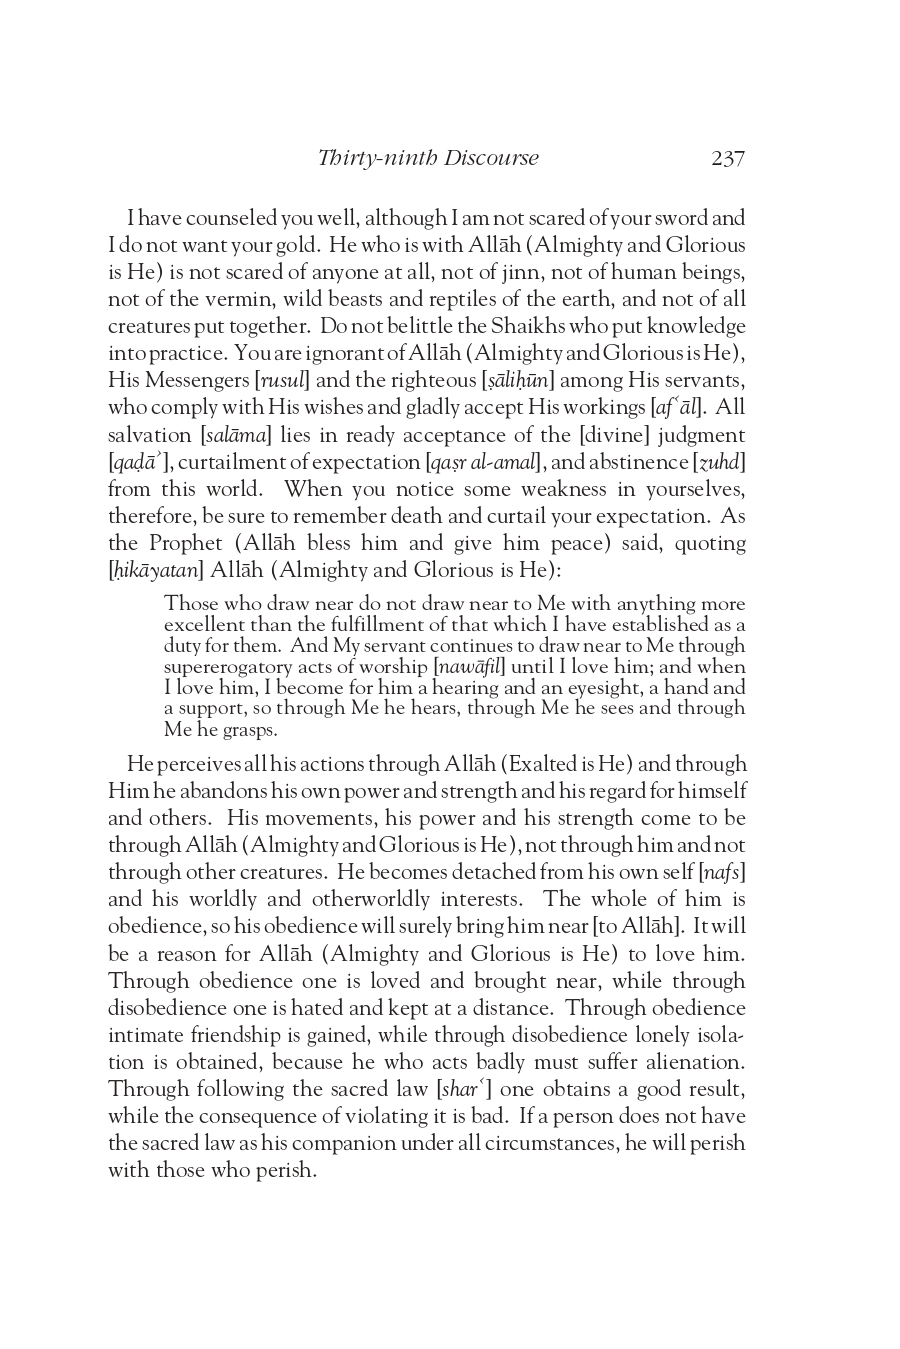 Thirty-ninth Discourse 237
I have counseled you well, although I am not scared of your sword and
I do not want your gold. He who is with Allāh (Almighty and Glorious
is He) is not scared of anyone at all, not of jinn, not of human beings,
not of the vermin, wild beasts and reptiles of the earth, and not of all
creatures put together. Do not belittle the Shaikhs who put knowledge
into practice. You are ignorant of Allāh (Almighty and Glorious is He),
His Messengers [rusul] and the righteous [ṣāliḥūn] among His servants,
who comply with His wishes and gladly accept His workings [afʿāl]. All
salvation [salāma] lies in ready acceptance of the [divine] judgment
[qaḍāʾ], curtailment of expectation [qaṣr al-amal], and abstinence [zuhd]
from this world. When you notice some weakness in yourselves,
therefore, be sure to remember death and curtail your expectation. As
the Prophet (Allāh bless him and give him peace) said, quoting
[ḥikāyatan] Allāh (Almighty and Glorious is He):
Those who draw near do not draw near to Me with anything more
excellent than the fulfillment of that which I have established as a
duty for them. And My servant continues to draw near to Me through
supererogatory acts of worship [nawāfil] until I love him; and when
I love him, I become for him a hearing and an eyesight, a hand and
a support, so through Me he hears, through Me he sees and through
Me he grasps.
He perceives all his actions through Allāh (Exalted is He) and through
Him he abandons his own power and strength and his regard for himself
and others. His movements, his power and his strength come to be
through Allāh (Almighty and Glorious is He), not through him and not
through other creatures. He becomes detached from his own self [nafs]
and his worldly and otherworldly interests. The whole of him is
obedience, so his obedience will surely bring him near [to Allāh]. It will
be a reason for Allāh (Almighty and Glorious is He) to love him.
Through obedience one is loved and brought near, while through
disobedience one is hated and kept at a distance. Through obedience
intimate friendship is gained, while through disobedience lonely isola-
tion is obtained, because he who acts badly must suffer alienation.
Through following the sacred law [sharʿ] one obtains a good result,
while the consequence of violating it is bad. If a person does not have
the sacred law as his companion under all circumstances, he will perish
with those who perish.